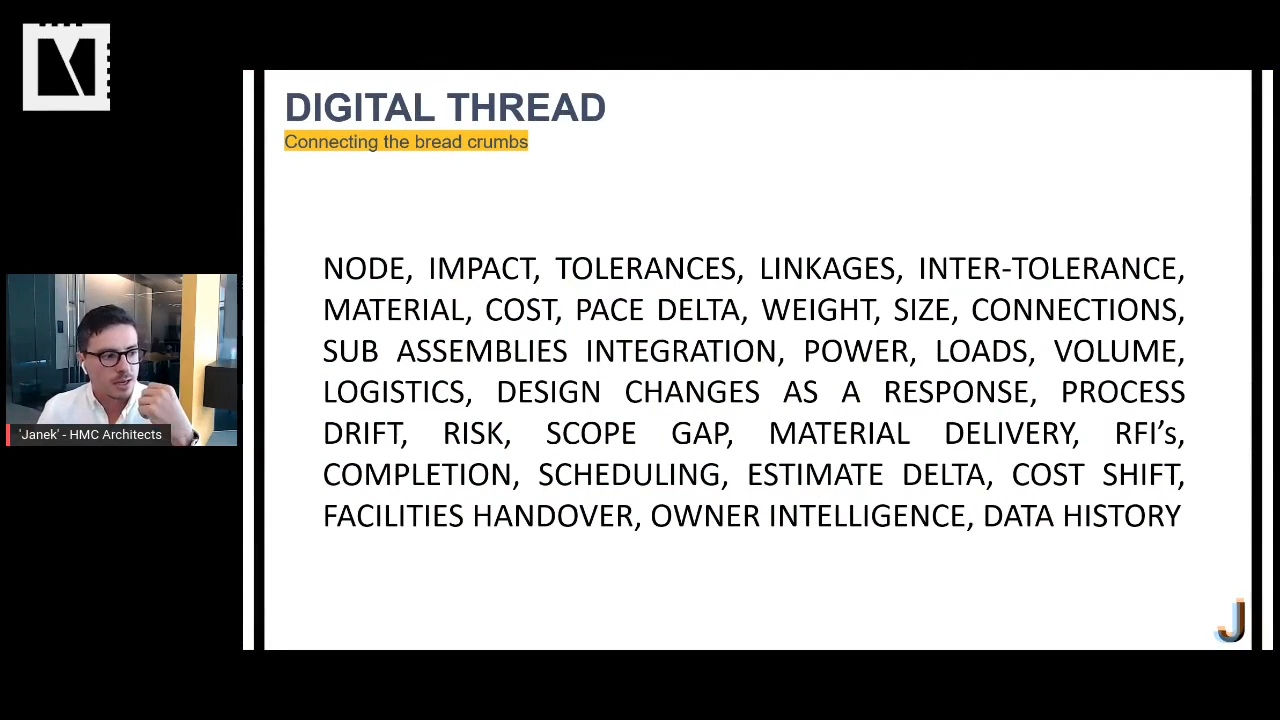 DIGITAL THREAD
Connecting the bread crumbs
NODE, IMPACT, TOLERANCES, LINKAGES, INTER-TOLERANCE,
MATERIAL, COST, PACE DELTA, WEIGHT, SIZE, CONNECTIONS,
SUB ASSEMBLIES INTEGRATION, POWER, LOADS, VOLUME,
LOGISTICS, DESIGN CHANGES AS A RESPONSE, PROCESS
DRIFT, RISK, SCOPE GAP, MATERIAL DELIVERY, RFI’s,
COMPLETION, SCHEDULING, ESTIMATE DELTA, COST SHIFT,
FACILITIES HANDOVER, OWNER INTELLIGENCE, DATA HISTORY
'Janek' - HMC Architects
J